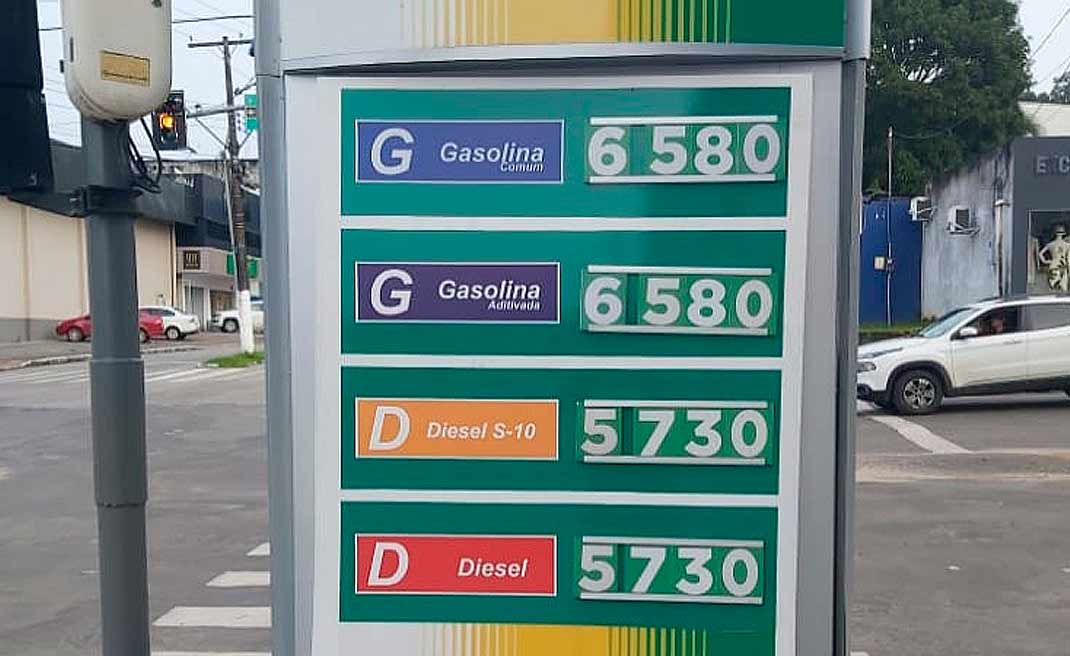 G Gasolina Comum 6 580
G Gasolina Aditivada 6 580
D Diesel S-10 5 730
D Diesel 5 730